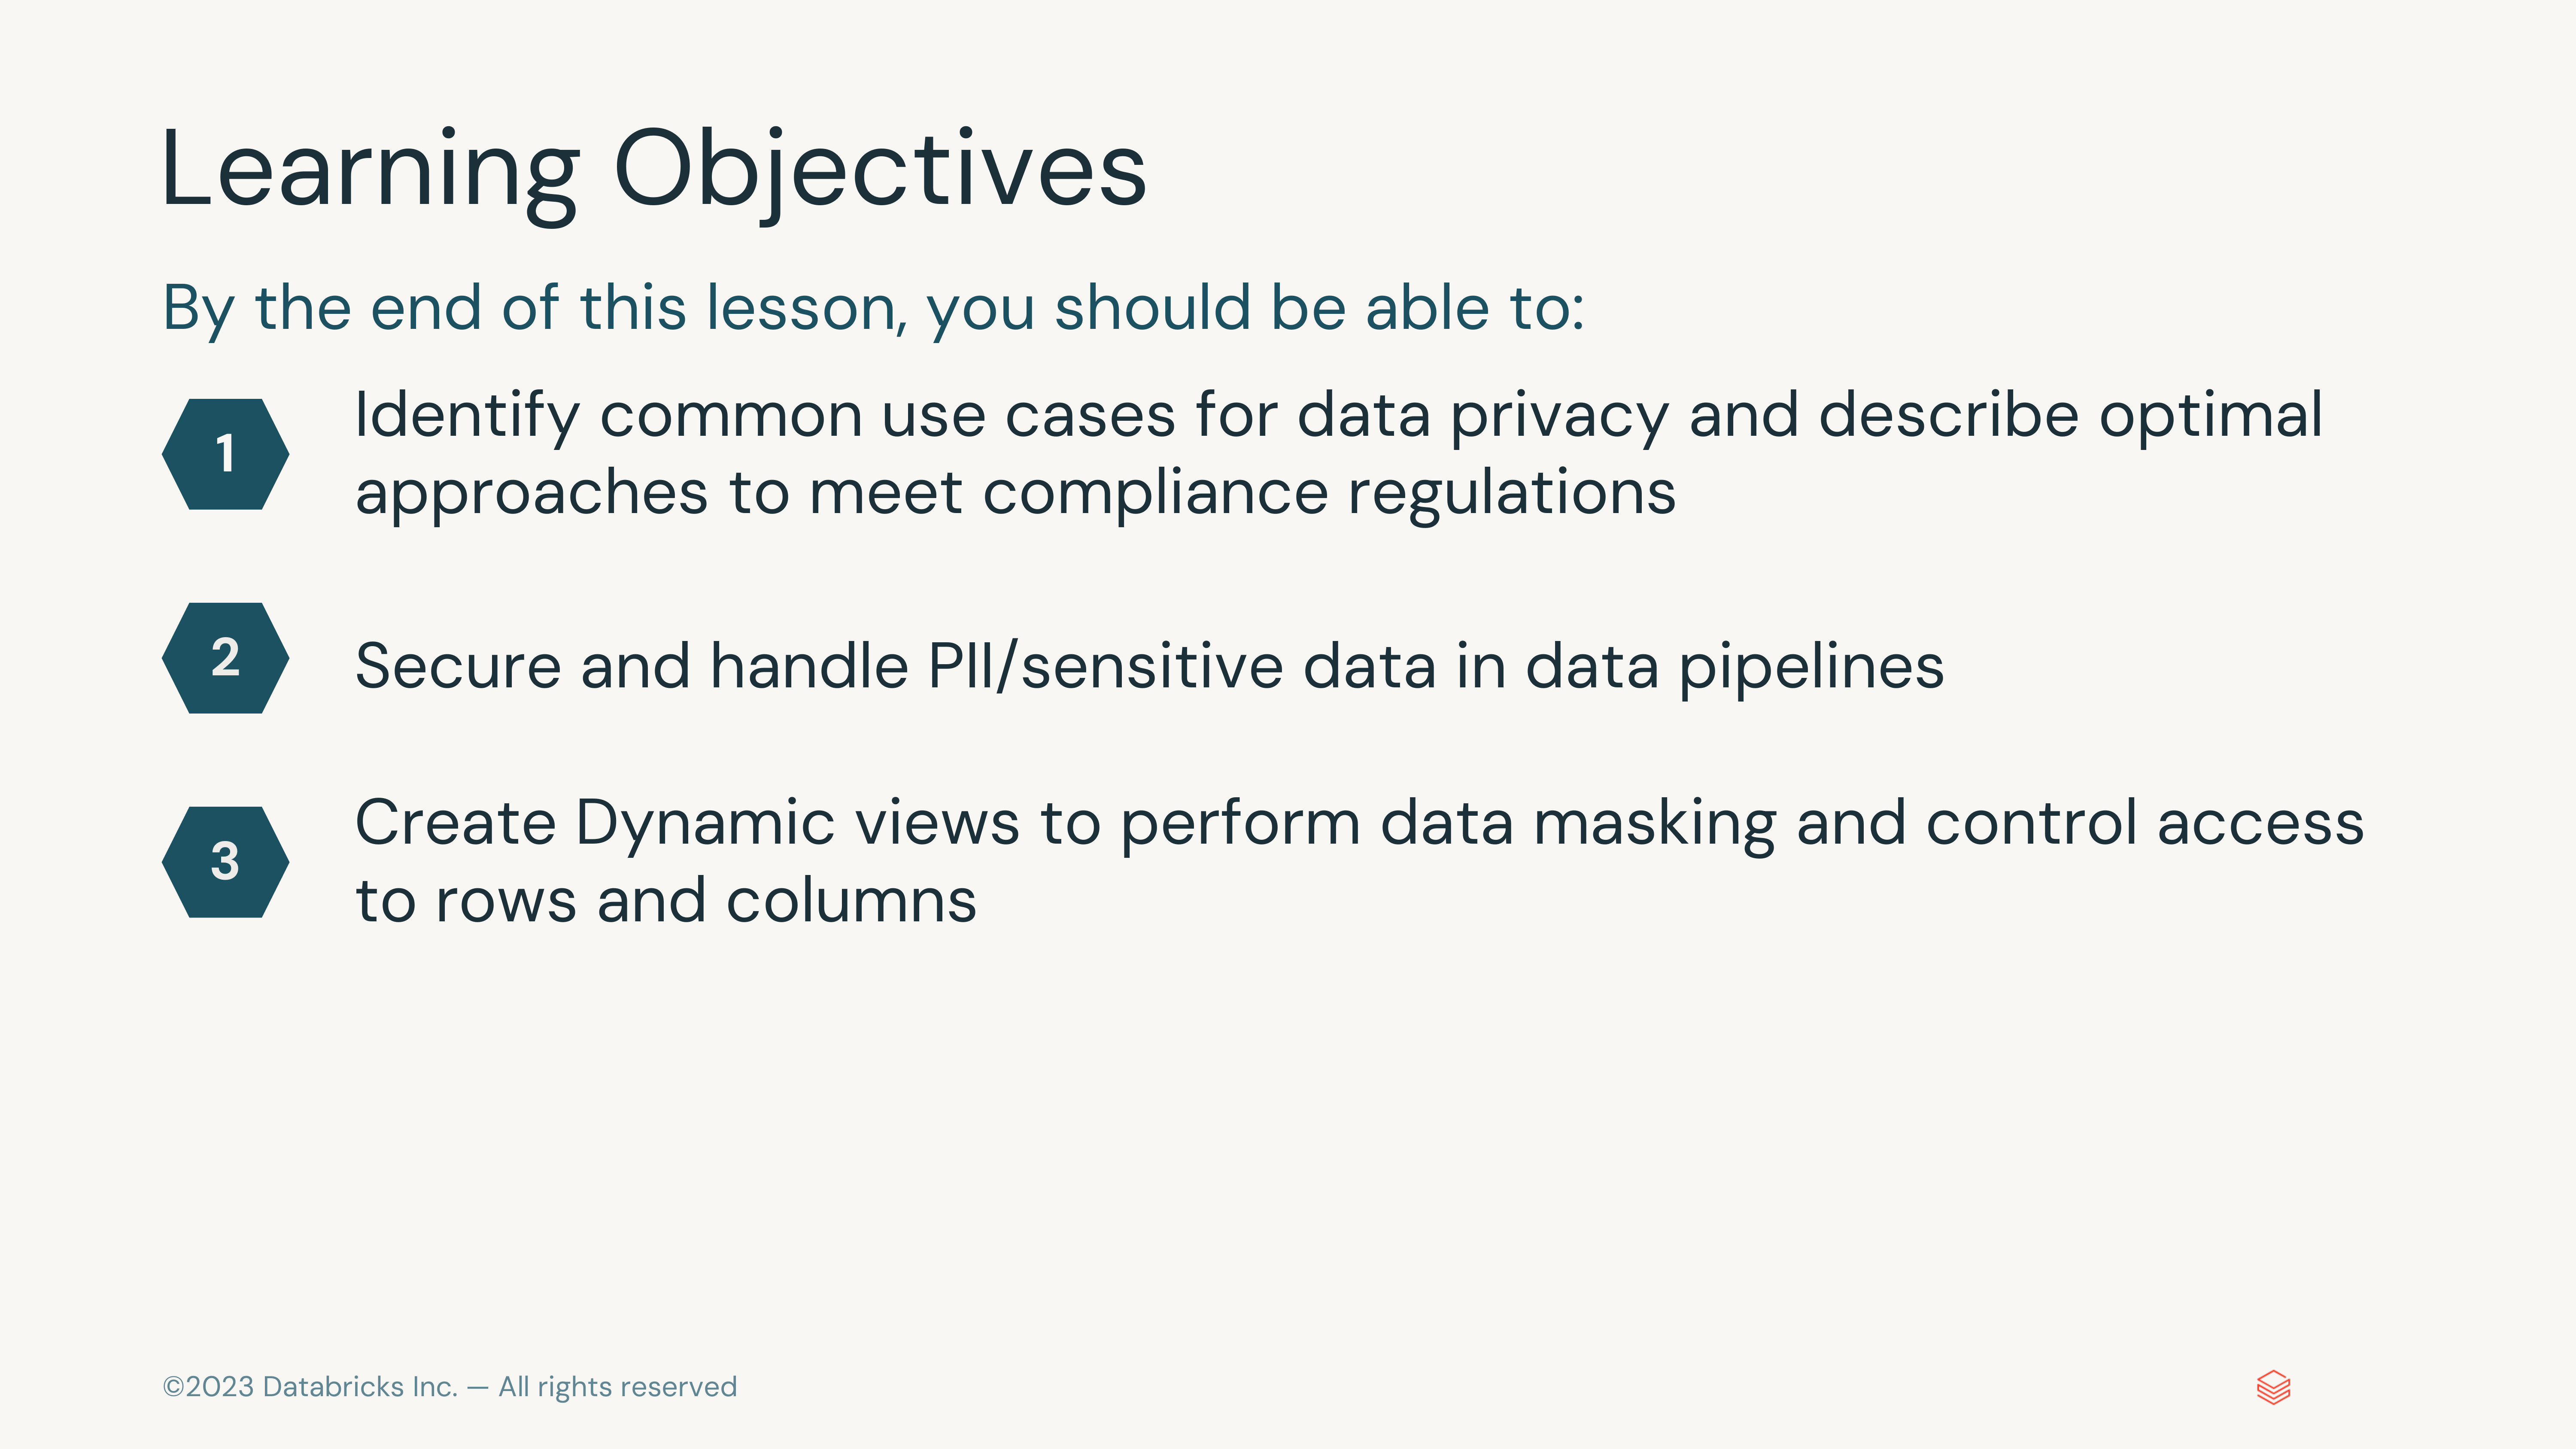 Learning Objectives
By the end of this lesson, you should be able to:
1
Identify common use cases for data privacy and describe optimal
approaches to meet compliance regulations
2
Secure and handle PII/sensitive data in data pipelines
3
Create Dynamic views to perform data masking and control access
to rows and columns
©2023 Databricks Inc. — All rights reserved